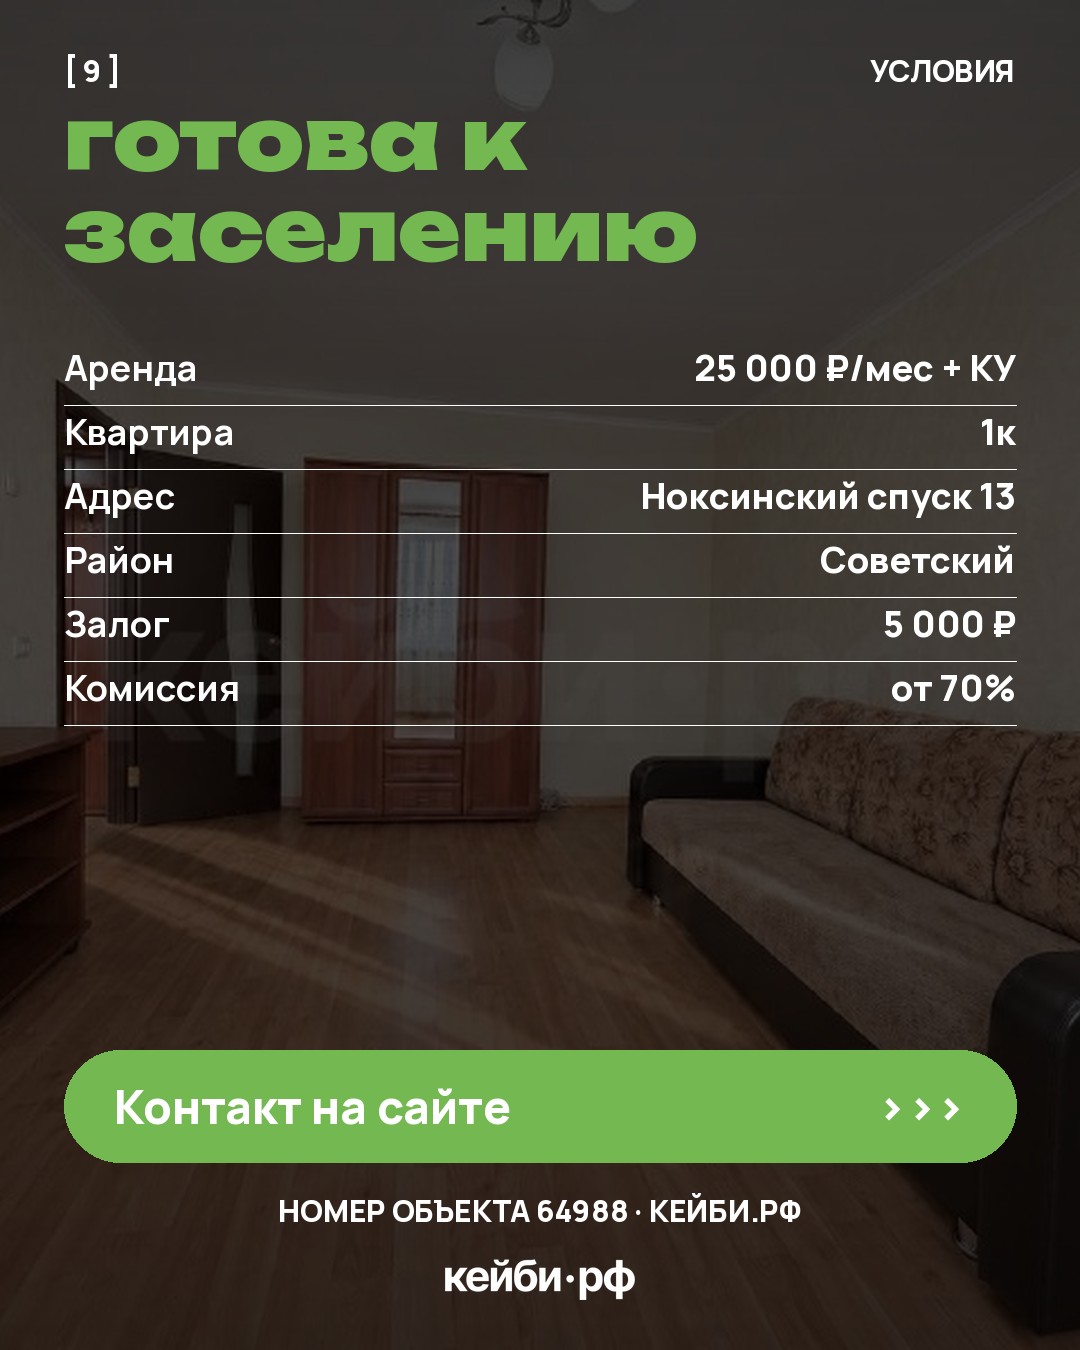 [ 9 ]
УСЛОВИЯ
готова к
заселению
Аренда 25 000 ₽/мес + КУ
Квартира 1к
Адрес Ноксинский спуск 13
Район Советский
Залог 5 000 ₽
Комиссия от 70%
Контакт на сайте >>>
НОМЕР ОБЪЕКТА 64988 · КЕЙБИ.РФ
кейби·рф